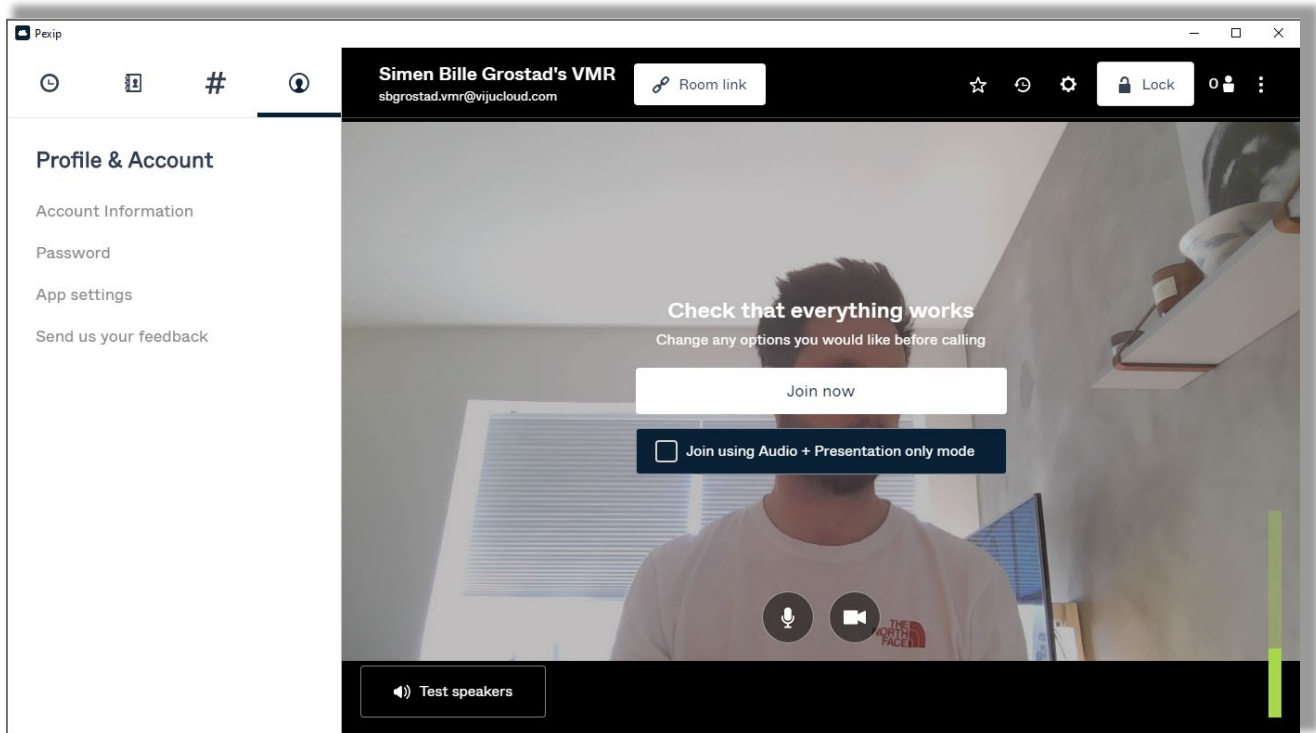 Pexip
#
Simen Bille Grostad's VMR
sbgrostad.vmr@vijucloud.com
Room link
Lock
0
Profile & Account
Account Information
Password
App settings
Send us your feedback
Check that everything works
Change any options you would like before calling
Join now
Join using Audio + Presentation only mode
THE
NORTH
FACE
Test speakers